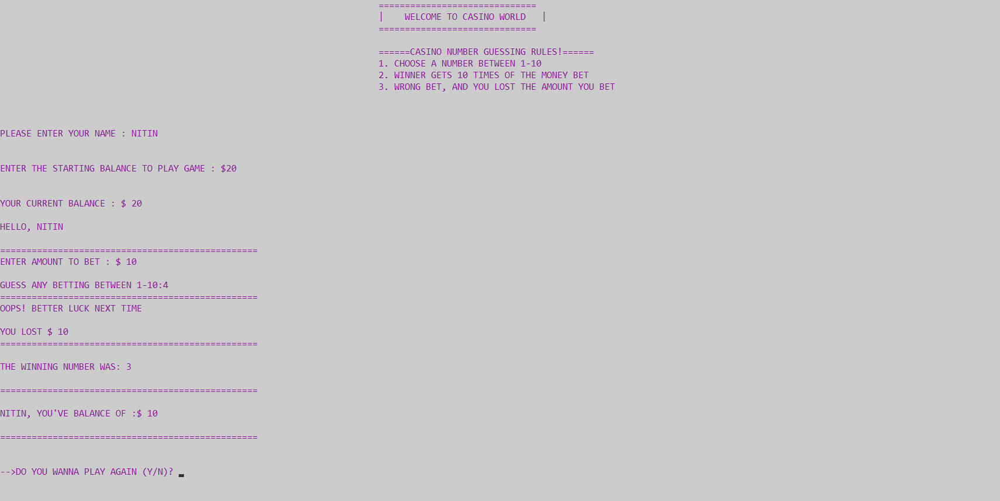 ==============================
|    WELCOME TO CASINO WORLD   |
==============================
======CASINO NUMBER GUESSING RULES!======
1. CHOOSE A NUMBER BETWEEN 1-10
2. WINNER GETS 10 TIMES OF THE MONEY BET
3. WRONG BET, AND YOU LOST THE AMOUNT YOU BET
PLEASE ENTER YOUR NAME : NITIN
ENTER THE STARTING BALANCE TO PLAY GAME : $20
YOUR CURRENT BALANCE : $ 20
HELLO, NITIN
=================================================
ENTER AMOUNT TO BET : $ 10
GUESS ANY BETTING BETWEEN 1-10:4
=================================================
OOPS! BETTER LUCK NEXT TIME
YOU LOST $ 10
=================================================
THE WINNING NUMBER WAS: 3
=================================================
NITIN, YOU'VE BALANCE OF :$ 10
=================================================
-->DO YOU WANNA PLAY AGAIN (Y/N)?